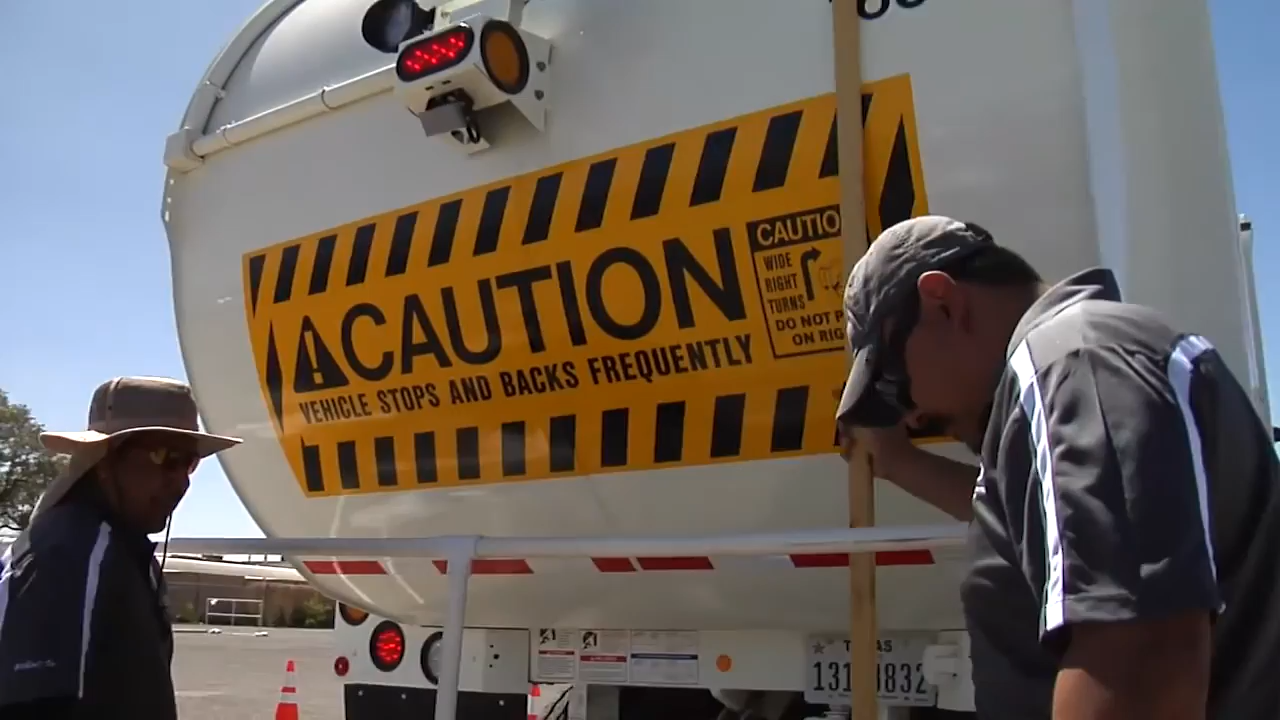 CAUTION
VEHICLE STOPS AND BACKS FREQUENTLY
CAUTIO
WIDE
RIGHT
TURNS
DO NOT P
ON RIG
TEXAS
131 832